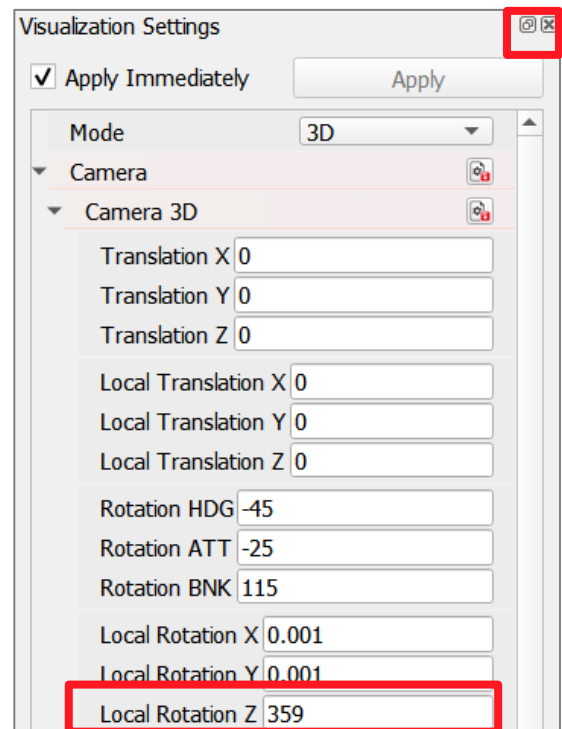 Visualization Settings
Apply Immediately Apply
Mode 3D
Camera
Camera 3D
Translation X 0
Translation Y 0
Translation Z 0
Local Translation X 0
Local Translation Y 0
Local Translation Z 0
Rotation HDG -45
Rotation ATT -25
Rotation BNK 115
Local Rotation X 0.001
Local Rotation Y 0.001
Local Rotation Z 359